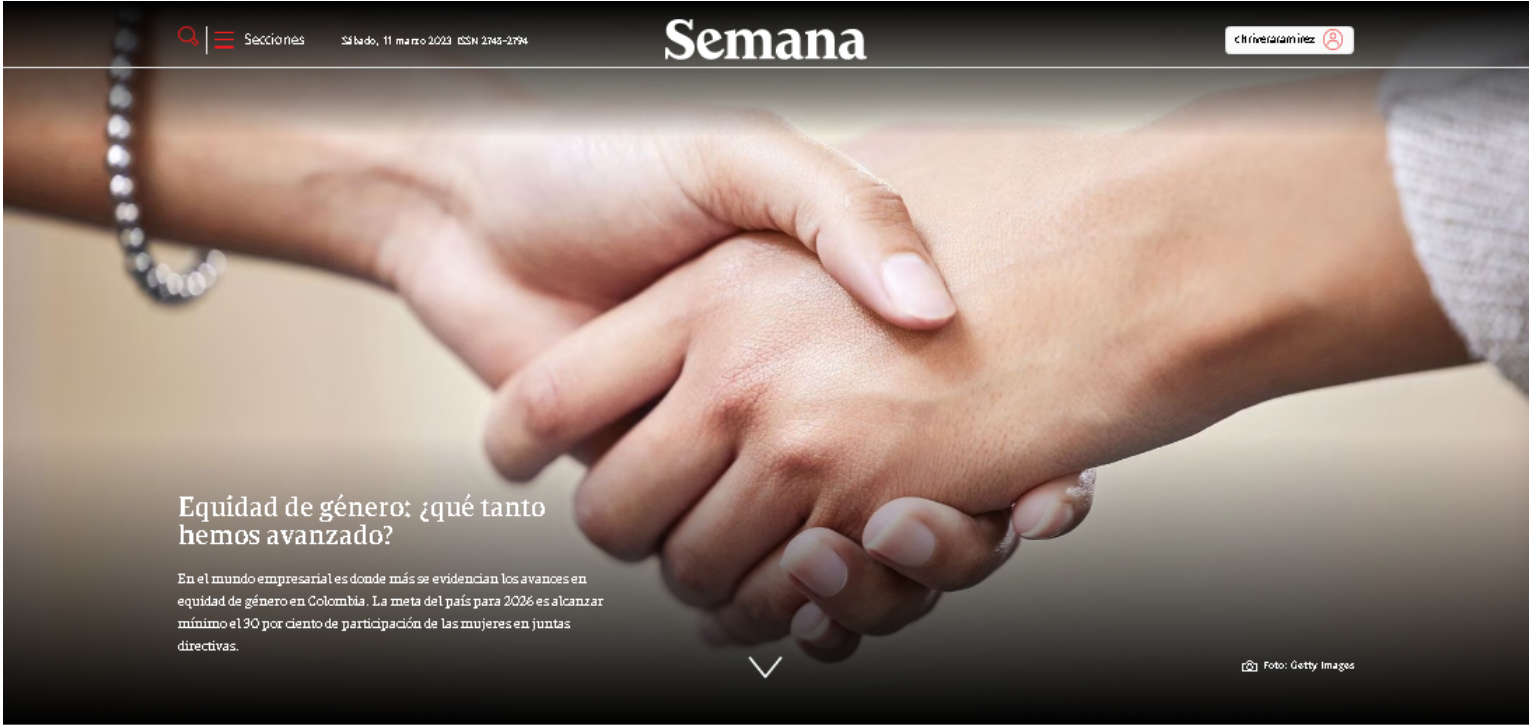 Secciones
Sábado, 11 marzo 2023 ISSN 2745-2794
Semana
chriveraramirez
Equidad de género: ¿qué tanto
hemos avanzado?
En el mundo empresarial es donde más se evidencian los avances en
equidad de género en Colombia. La meta del país para 2026 es alcanzar
mínimo el 30 por ciento de participación de las mujeres en juntas
directivas.
Foto: Getty Images